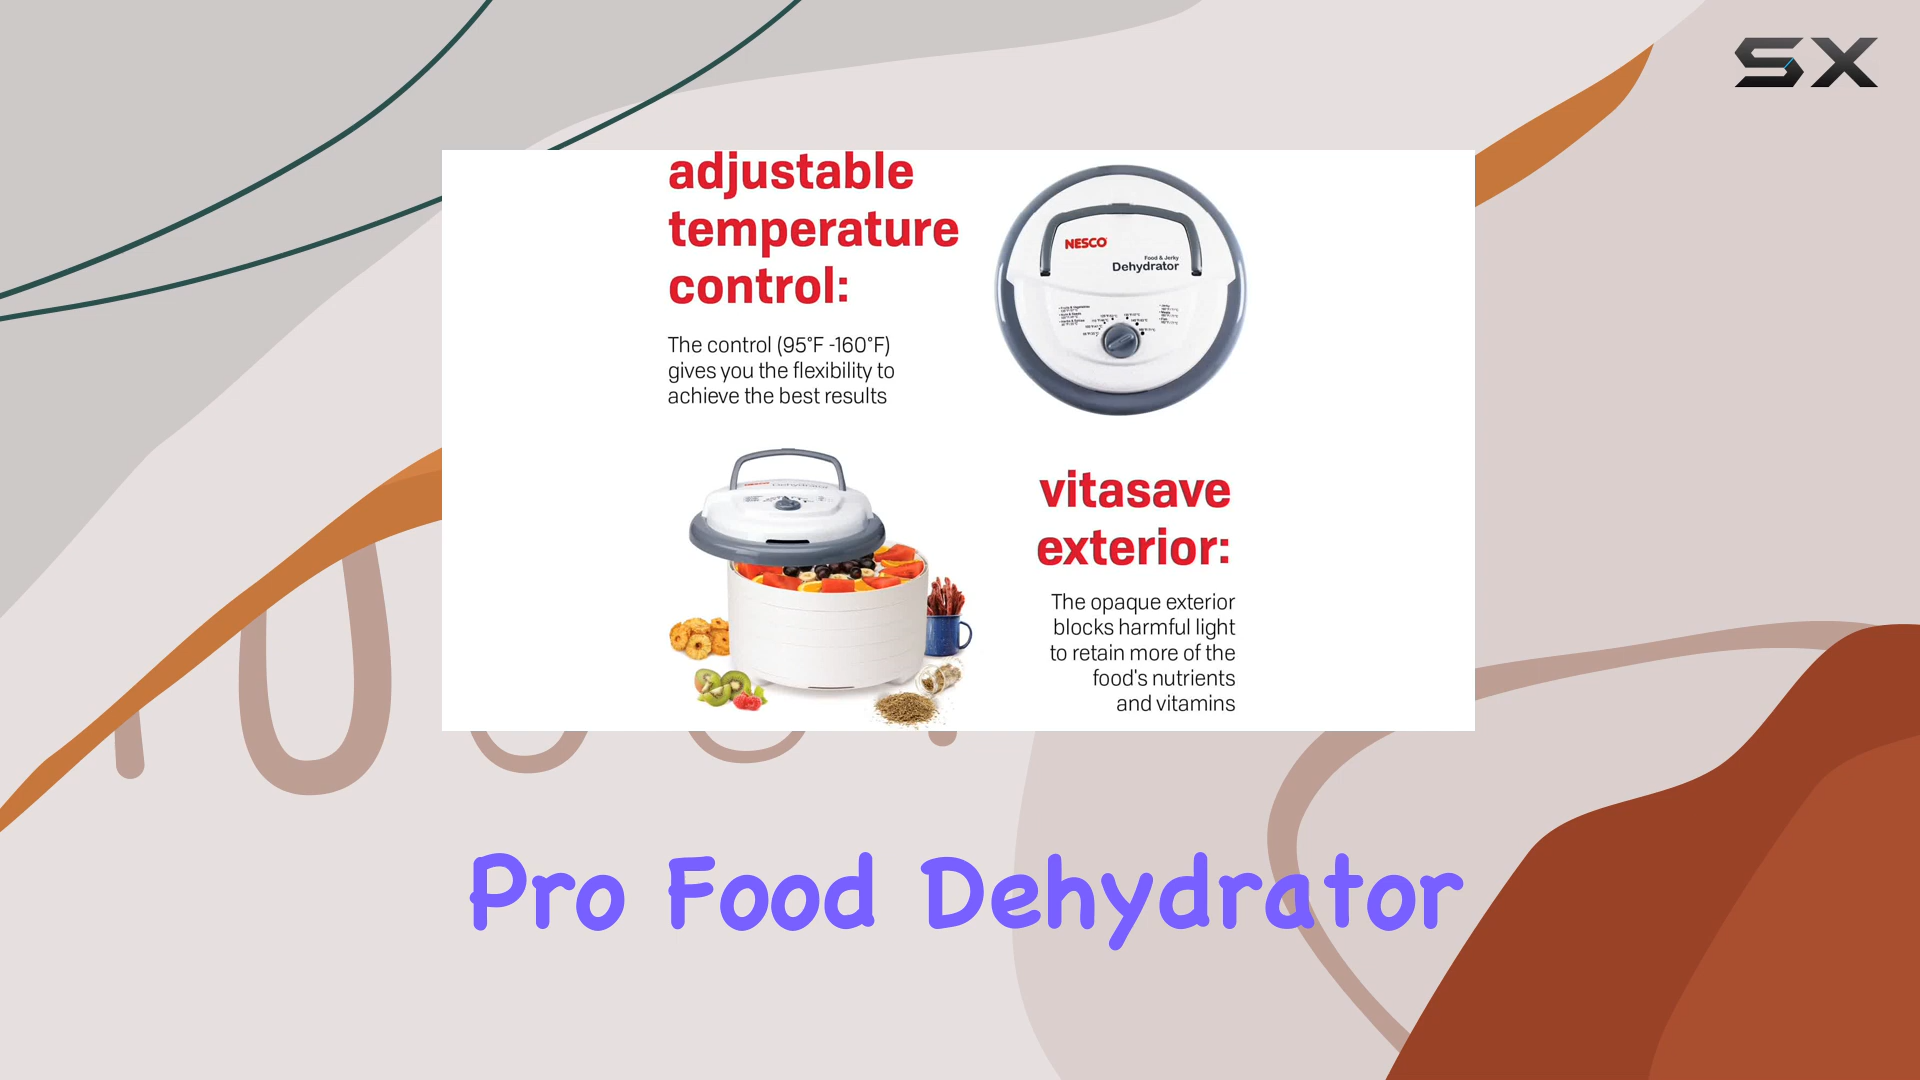 SX
adjustable
temperature
control:
The control (95°F -160°F)
gives you the flexibility to
achieve the best results
NESCO
Food & Jerky
Dehydrator
vitasave
exterior:
The opaque exterior
blocks harmful light
to retain more of the
food's nutrients
and vitamins
Pro Food Dehydrator